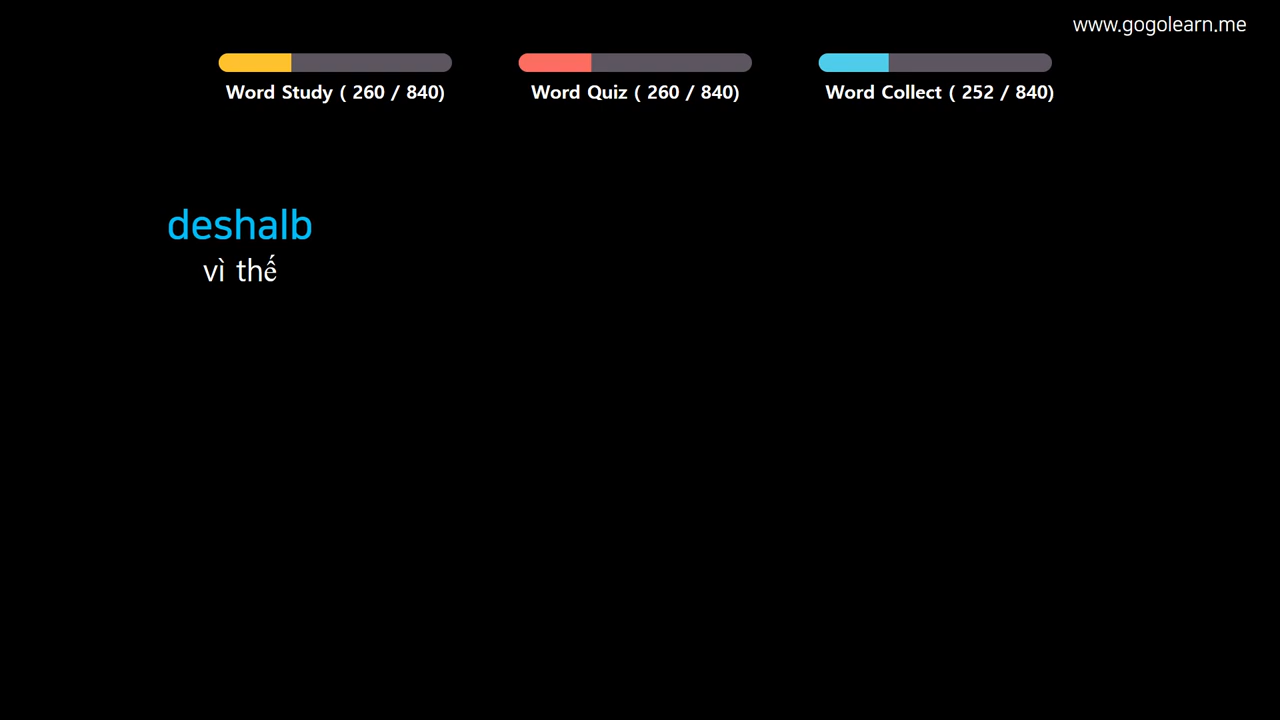 www.gogolearn.me
Word Study ( 260 / 840)
Word Quiz ( 260 / 840)
Word Collect ( 252 / 840)
deshalb
vì thế